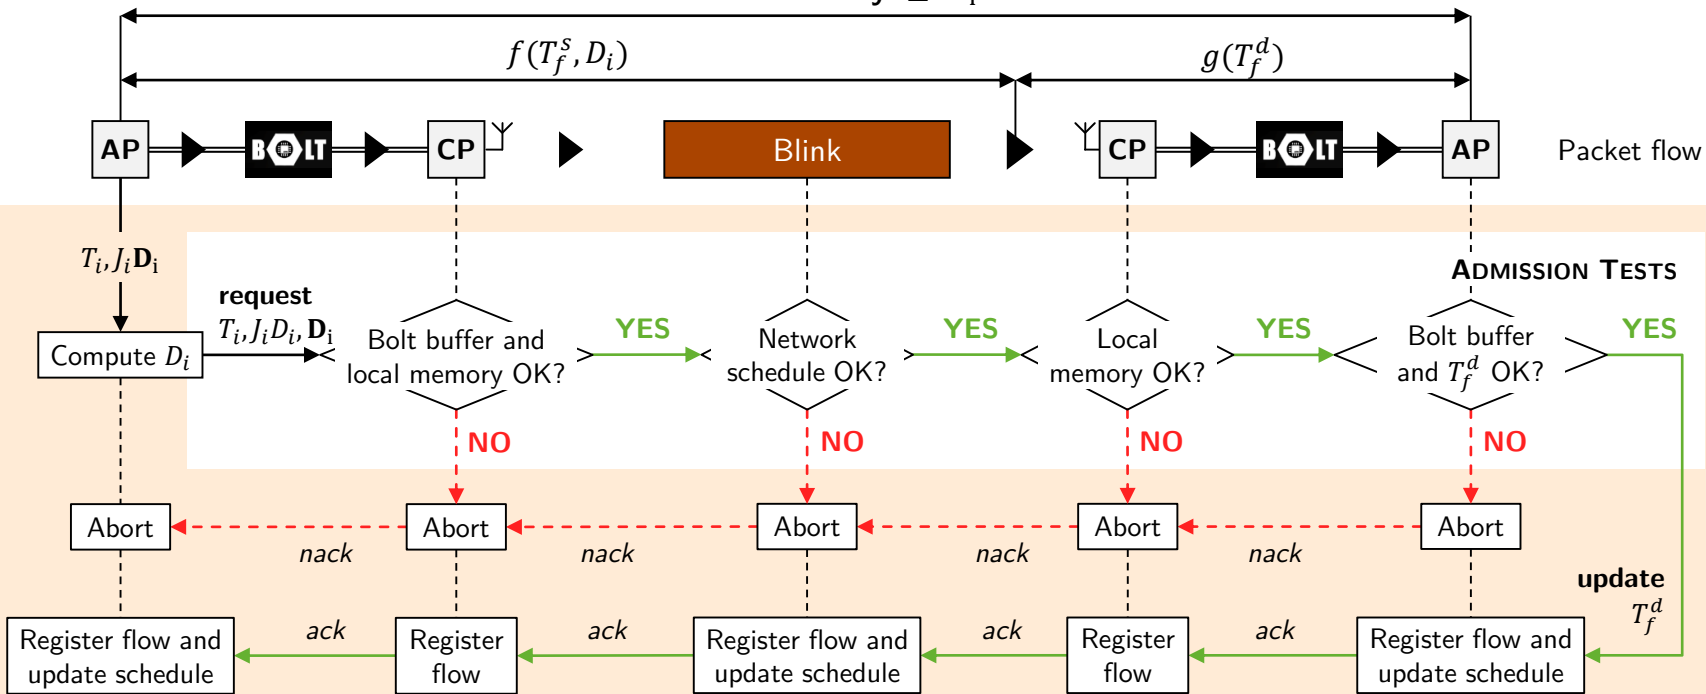 f(T_f^s, D_i)
g(T_f^d)
AP
BOLT
CP
Blink
CP
BOLT
AP
Packet flow
T_i, J_i 𝐃_i
ADMISSION TESTS
request
T_i, J_i D_i, 𝐃_i
Compute D_i
Bolt buffer and
local memory OK?
YES
Network
schedule OK?
YES
Local
memory OK?
YES
Bolt buffer
and T_f^d OK?
YES
NO
NO
NO
NO
Abort
nack
Abort
nack
Abort
nack
Abort
nack
Abort
update
T_f^d
Register flow and
update schedule
ack
Register
flow
ack
Register flow and
update schedule
ack
Register
flow
ack
Register flow and
update schedule